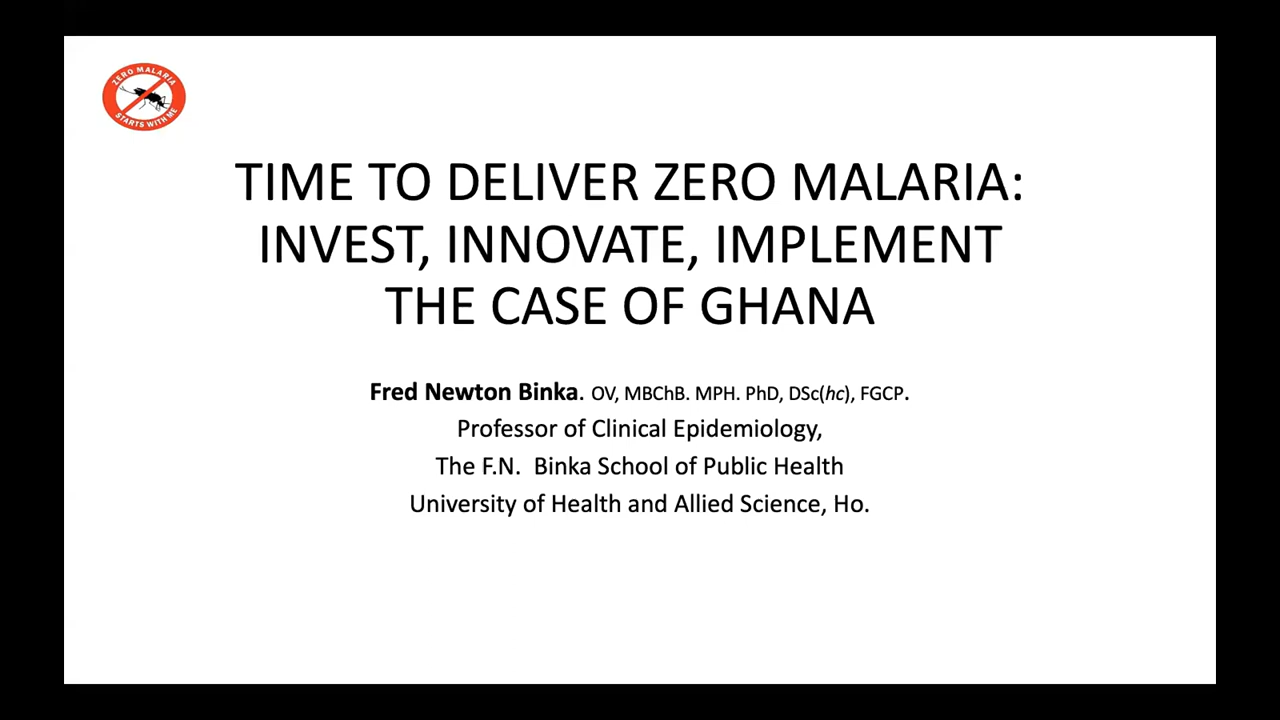 ZERO MALARIA
STARTS WITH ME
TIME TO DELIVER ZERO MALARIA:
INVEST, INNOVATE, IMPLEMENT
THE CASE OF GHANA
Fred Newton Binka. OV, MBChB. MPH. PhD, DSc(hc), FGCP.
Professor of Clinical Epidemiology,
The F.N.  Binka School of Public Health
University of Health and Allied Science, Ho.